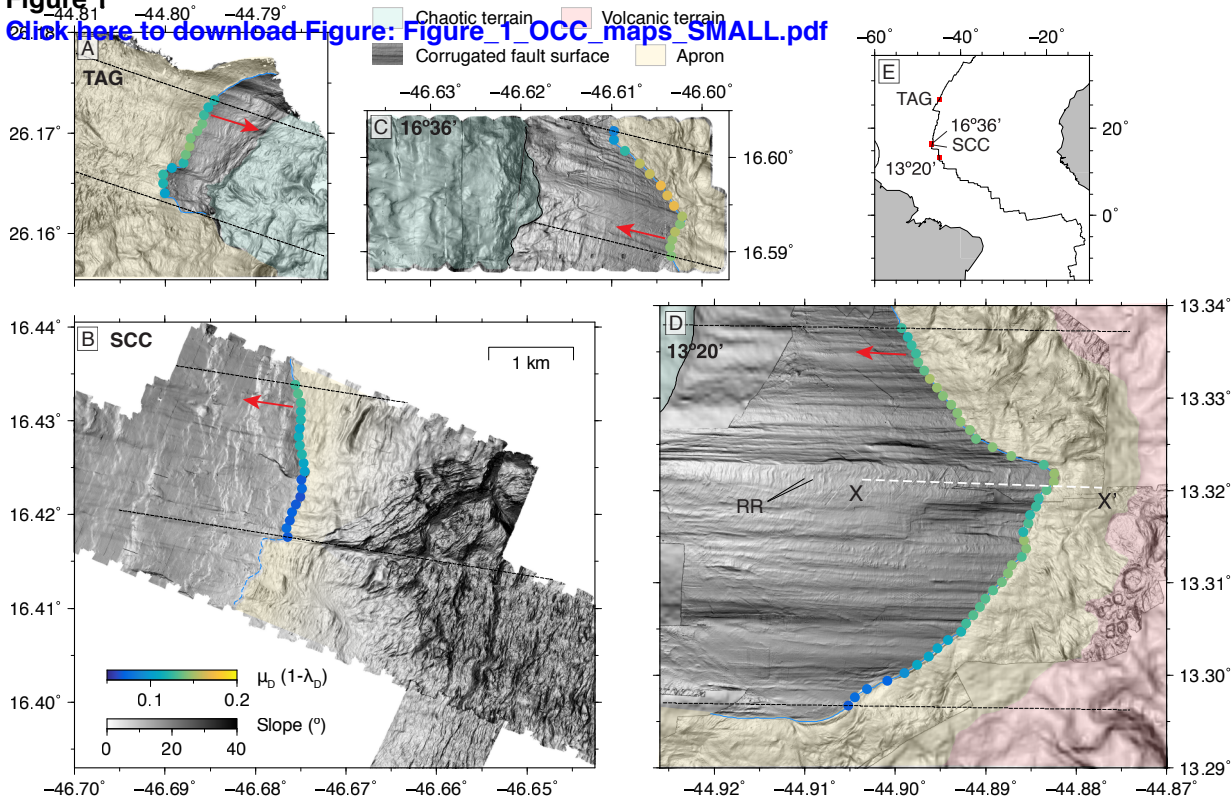 Figure 1
Click here to download Figure: Figure_1_OCC_maps_SMALL.pdf
Chaotic terrain
Volcanic terrain
Corrugated fault surface
Apron
−44.81 −44.80 −44.79
26.18
26.17
26.16
A
TAG
−46.63 −46.62 −46.61 −46.60
C 16º36’
16.60°
16.59°
−60° −40° −20°
E
TAG
16º36’
SCC
13º20’
20°
0°
16.44°
16.43°
16.42°
16.41°
16.40°
B SCC
1 km
0.1 0.2
μD (1-λD)
Slope (º)
0 20 40
−46.70 −46.69 −46.68 −46.67 −46.66 −46.65
D
13º20’
RR
X
X’
13.34°
13.33°
13.32°
13.31°
13.30°
13.29°
−44.92 −44.91 −44.90 −44.89 −44.88 −44.87